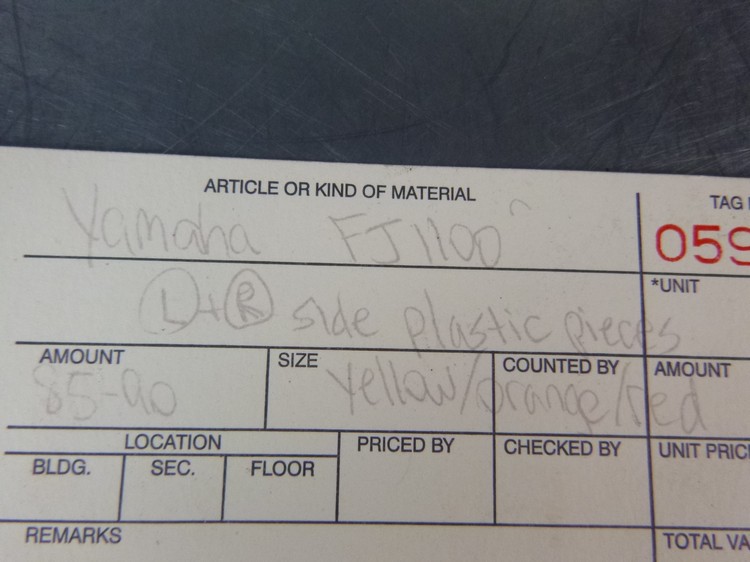 ARTICLE OR KIND OF MATERIAL
TAG
Yamaha FJ1100
059
*UNIT
L+R side plastic pieces
AMOUNT SIZE COUNTED BY AMOUNT
85-90 Yellow/orange/red
LOCATION PRICED BY CHECKED BY UNIT PRIC
BLDG. SEC. FLOOR
REMARKS
TOTAL VA